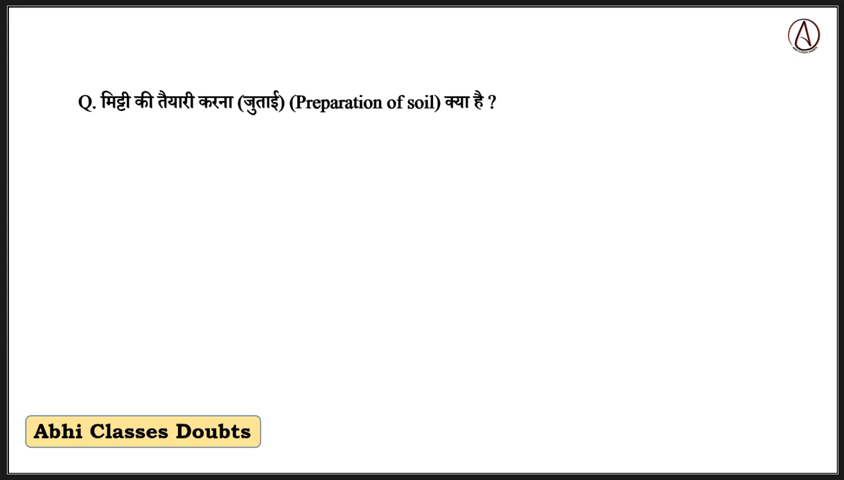 Q. मिट्टी की तैयारी करना (जुताई) (Preparation of soil) क्या है ?
Abhi Classes Doubts